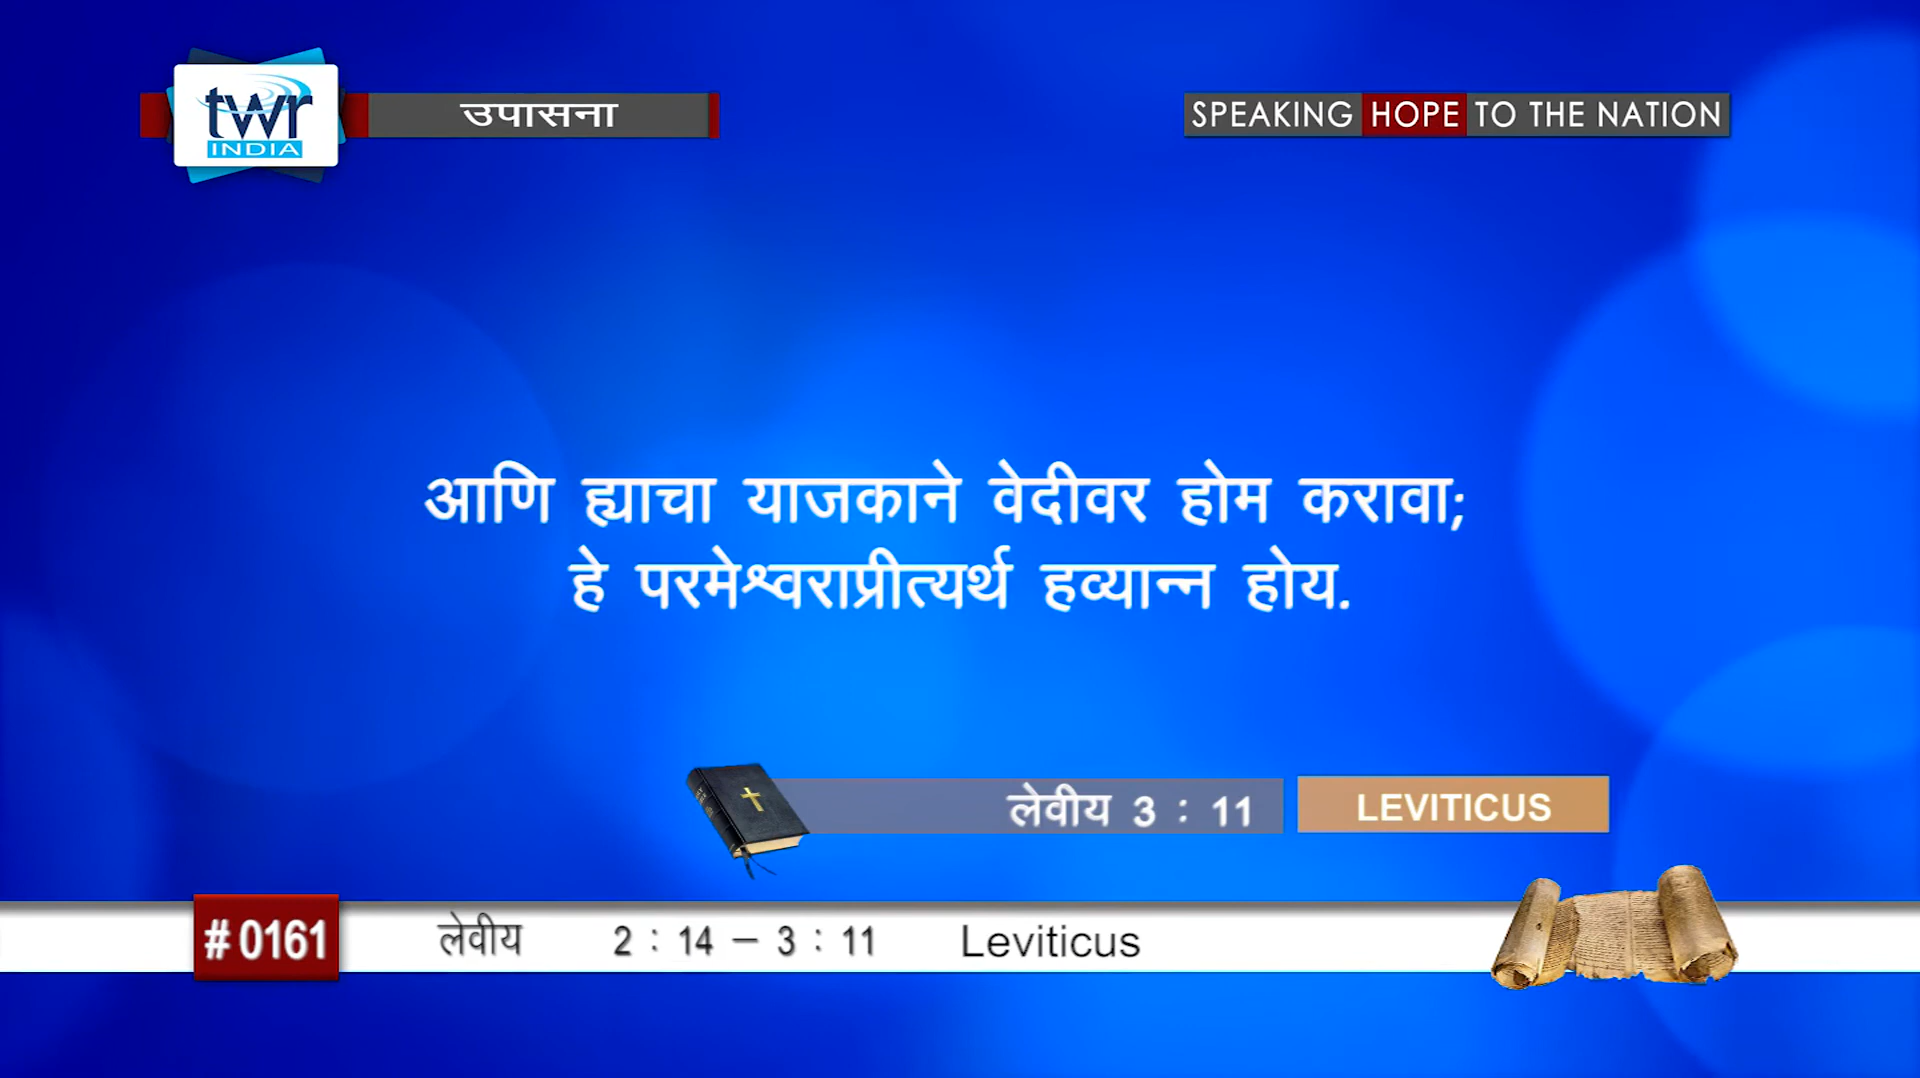 twr
INDIA
उपासना
SPEAKING HOPE TO THE NATION
आणि ह्याचा याजकाने वेदीवर होम करावा;
हे परमेश्वराप्रीत्यर्थ हव्यान्न होय.
लेवीय 3 : 11
LEVITICUS
# 0161
लेवीय 2 : 14 – 3 : 11 Leviticus